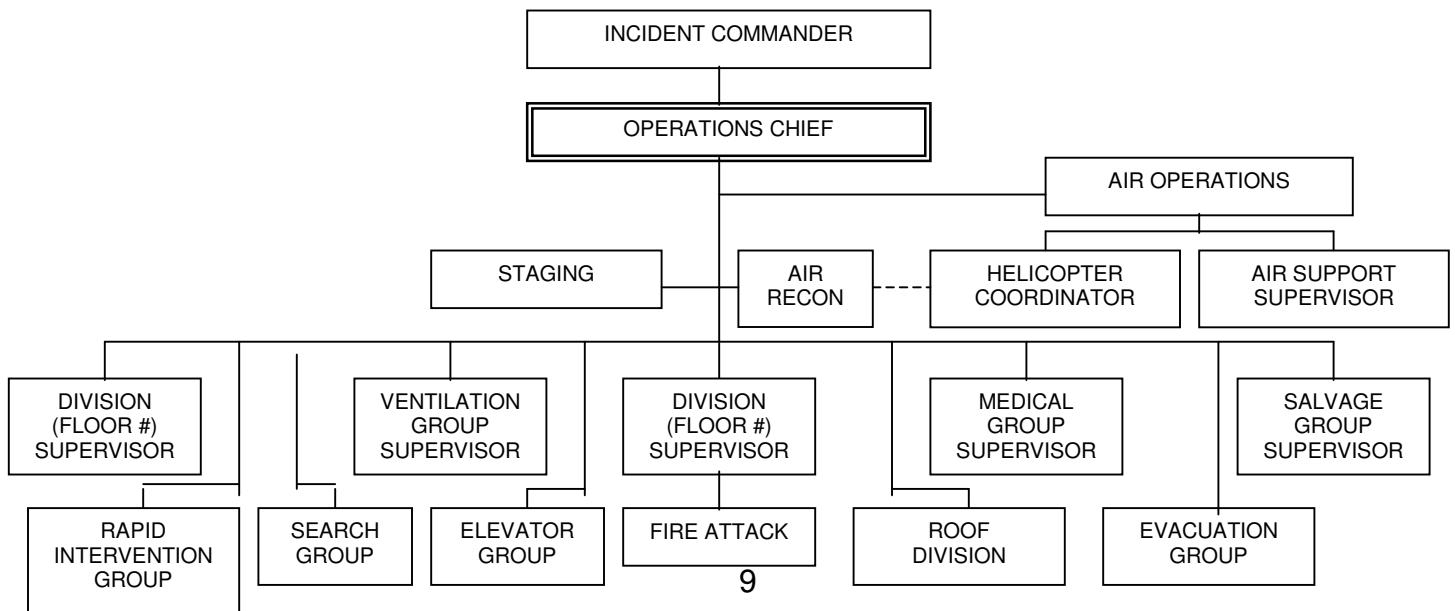 INCIDENT COMMANDER
OPERATIONS CHIEF
AIR OPERATIONS
STAGING
AIR
RECON
HELICOPTER
COORDINATOR
AIR SUPPORT
SUPERVISOR
DIVISION
(FLOOR #)
SUPERVISOR
VENTILATION
GROUP
SUPERVISOR
DIVISION
(FLOOR #)
SUPERVISOR
MEDICAL
GROUP
SUPERVISOR
SALVAGE
GROUP
SUPERVISOR
RAPID
INTERVENTION
GROUP
SEARCH
GROUP
ELEVATOR
GROUP
FIRE ATTACK
ROOF
DIVISION
EVACUATION
GROUP
9